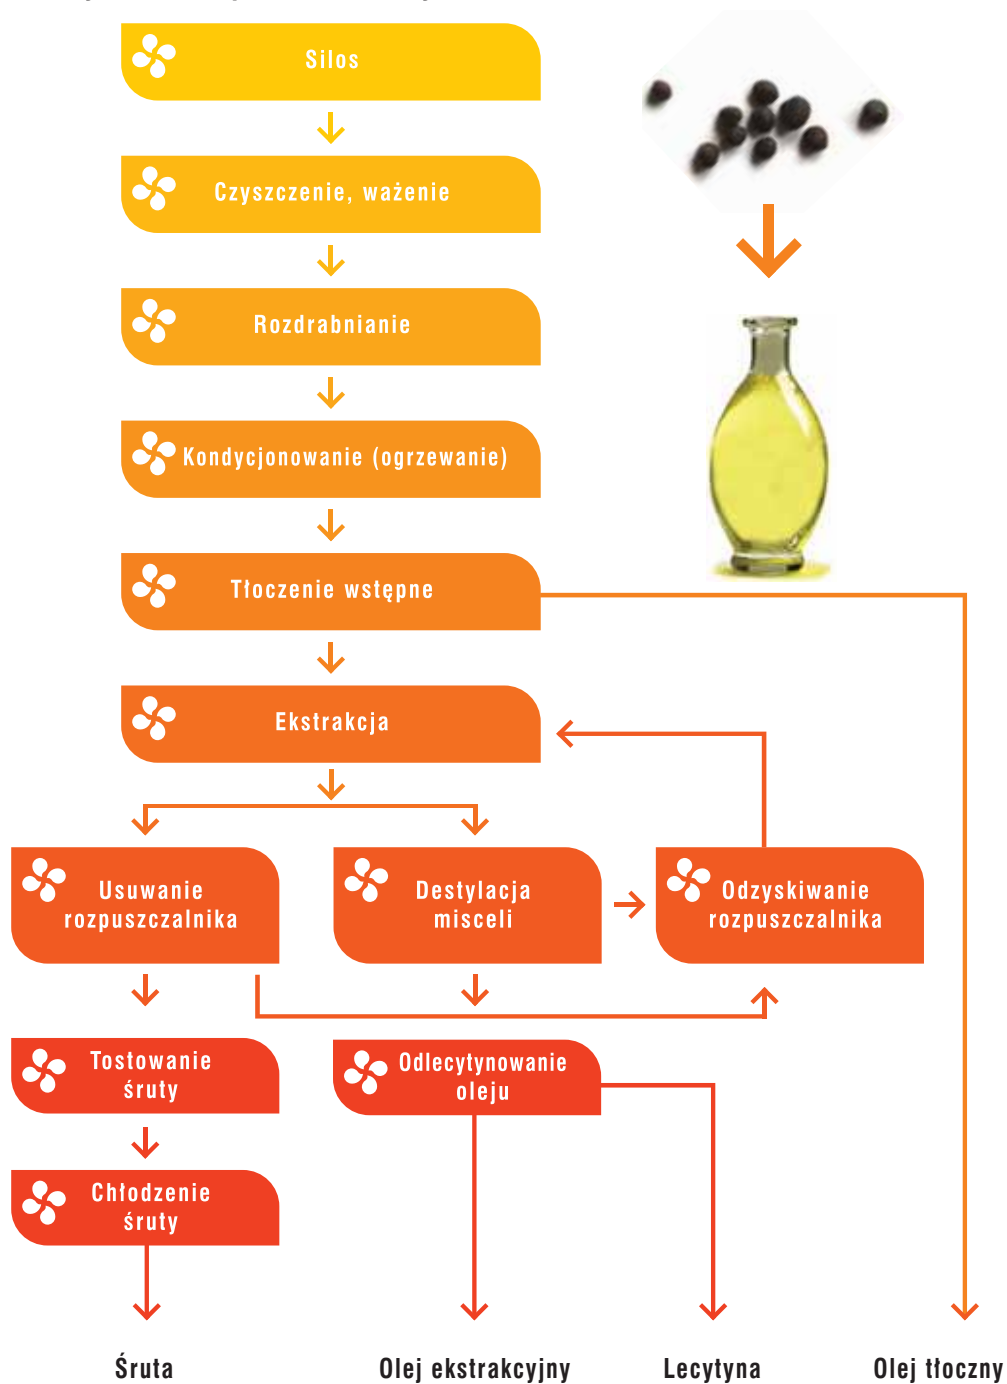 Silos
Czyszczenie, ważenie
Rozdrabnianie
Kondycjonowanie (ogrzewanie)
Tłoczenie wstępne
Ekstrakcja
Usuwanie
rozpuszczalnika
Destylacja
misceli
Odzyskiwanie
rozpuszczalnika
Tostowanie
śruty
Odlecytynowanie
oleju
Chłodzenie
śruty
Śruta
Olej ekstrakcyjny
Lecytyna
Olej tłoczny